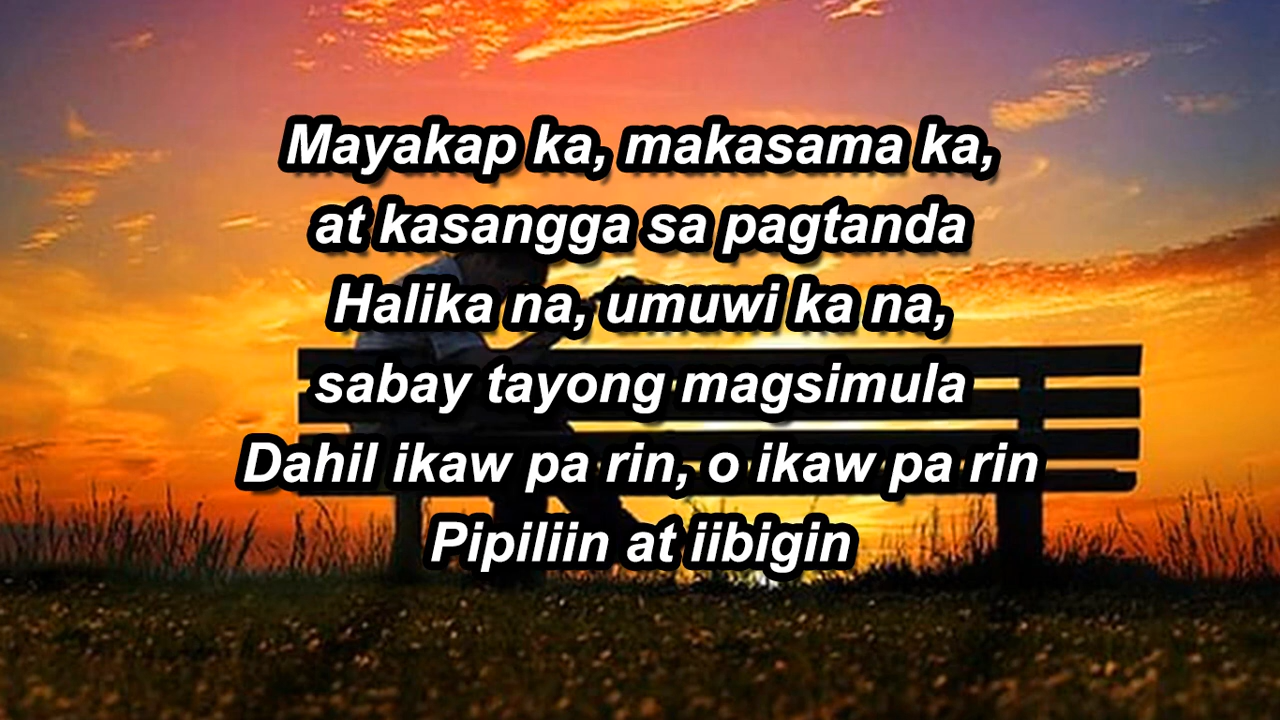 Mayakap ka, makasama ka,
at kasangga sa pagtanda
Halika na, umuwi ka na,
sabay tayong magsimula
Dahil ikaw pa rin, o ikaw pa rin
Pipiliin at iibigin